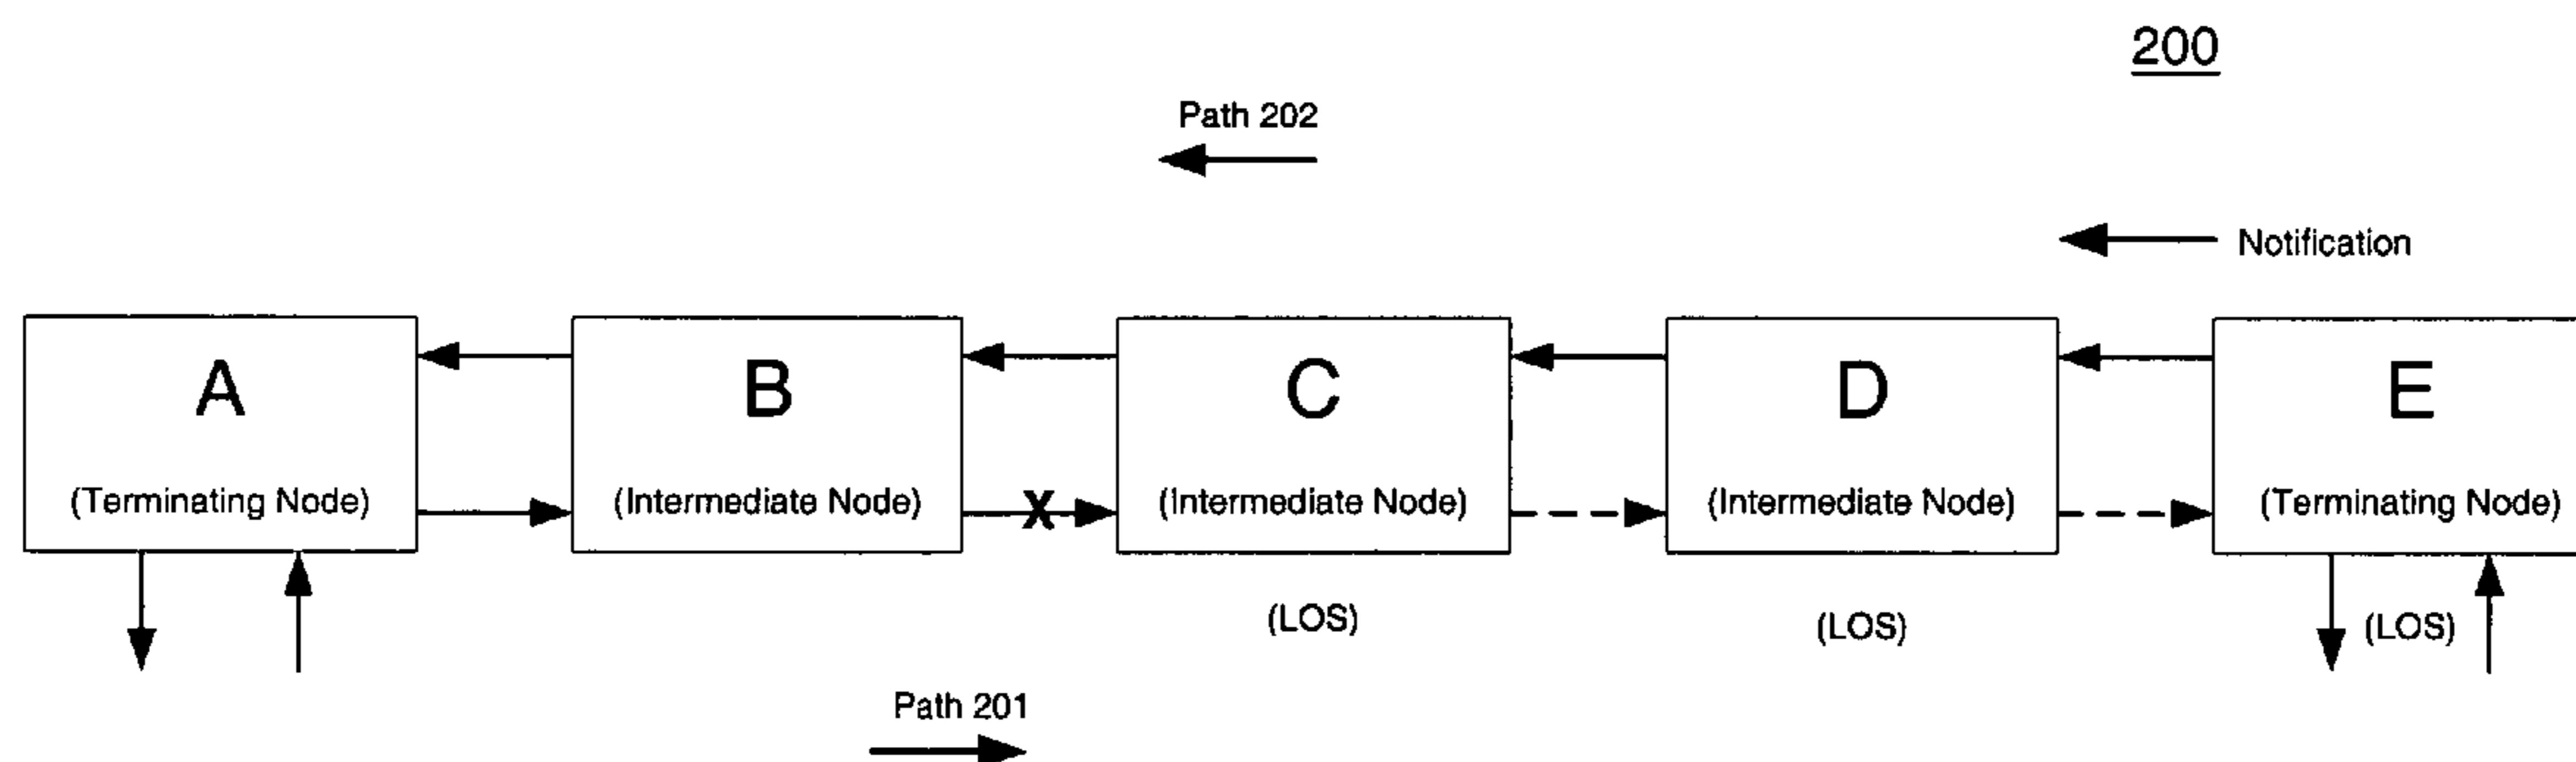 200
Path 202
Notification
A
B
C
D
E
(Terminating Node)
(Intermediate Node)
X
(Intermediate Node)
(Intermediate Node)
(Terminating Node)
(LOS)
(LOS)
(LOS)
Path 201